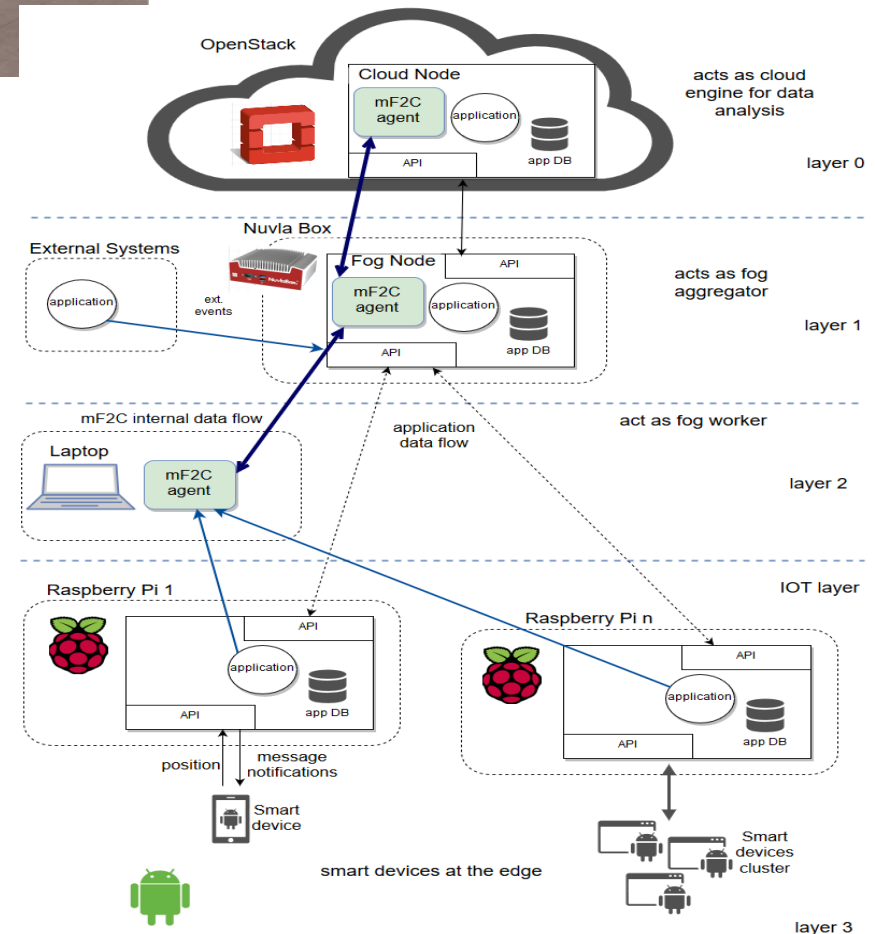 OpenStack
Cloud Node
mF2C
agent
application
app DB
API
acts as cloud
engine for data
analysis
layer 0
Nuvla Box
External Systems
application
ext.
events
Fog Node
API
mF2C
agent
application
app DB
API
acts as fog
aggregator
layer 1
mF2C internal data flow
application
data flow
act as fog worker
Laptop
mF2C
agent
layer 2
IOT layer
Raspberry Pi 1
API
application
app DB
API
Raspberry Pi n
API
application
app DB
API
position
message
notifications
Smart
device
Smart
devices
cluster
smart devices at the edge
layer 3